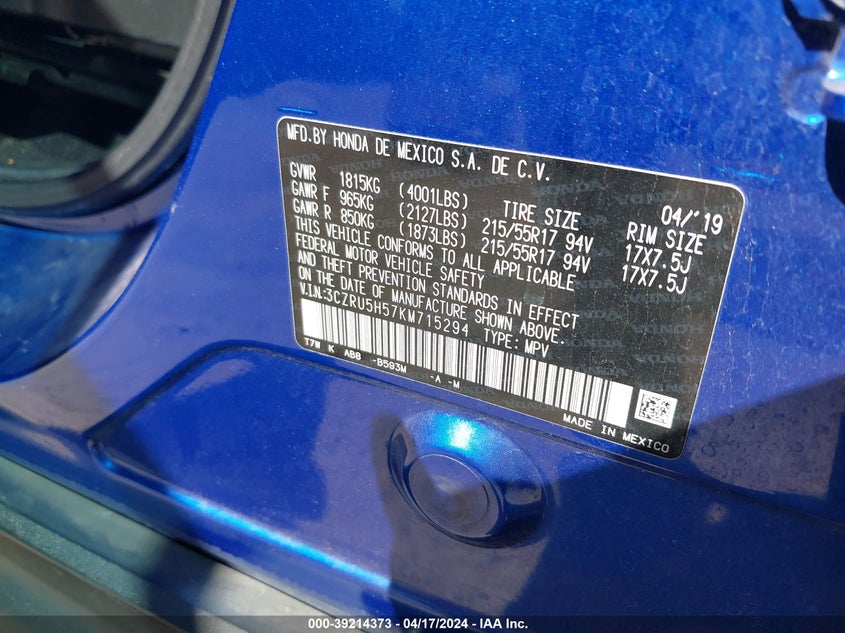 MFD.BY HONDA DE MEXICO S.A. DE C.V.
04/'19
GVWR 1815KG (4001LBS) TIRE SIZE RIM SIZE
GAWR F 965KG (2127LBS) 215/55R17 94V 17X7.5J
GAWR R 850KG (1873LBS) 215/55R17 94V 17X7.5J
THIS VEHICLE CONFORMS TO ALL APPLICABLE
FEDERAL MOTOR VEHICLE SAFETY
AND THEFT PREVENTION STANDARDS IN EFFECT
ON THE DATE OF MANUFACTURE SHOWN ABOVE.
V.I.N:3CZRU5H57KM715294 TYPE: MPV
T7W K ABB -B593M -A -M
MADE IN MEXICO
000-39214373 - 04/17/2024 - IAA Inc.